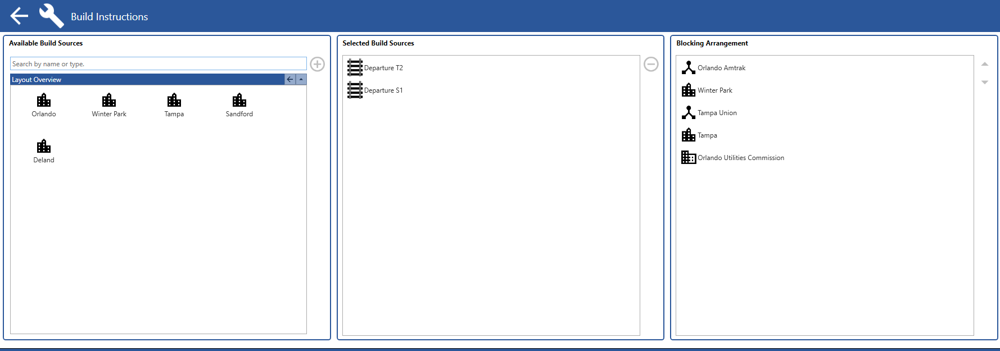 Build Instructions
Available Build Sources
Search by name or type.
Layout Overview
Orlando
Winter Park
Tampa
Sandford
Deland
Selected Build Sources
Departure T2
Departure S1
Blocking Arrangement
Orlando Amtrak
Winter Park
Tampa Union
Tampa
Orlando Utilities Commission